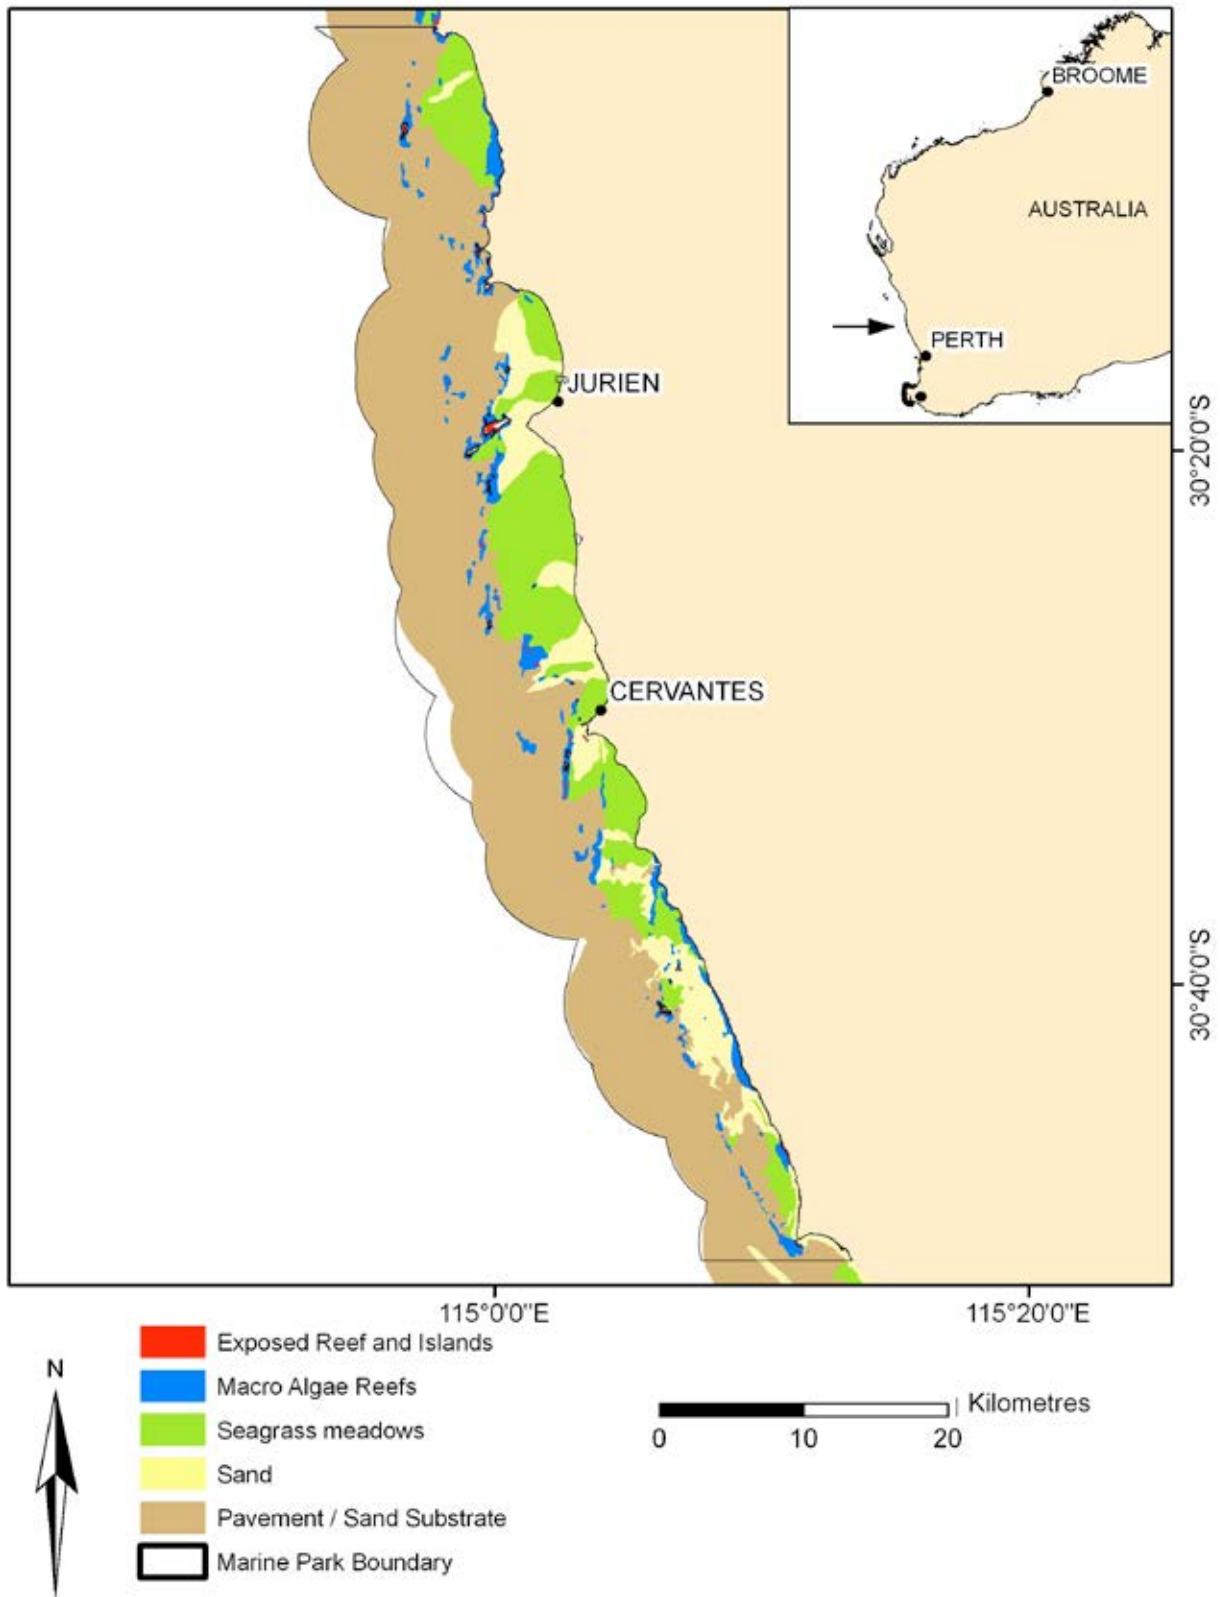 BROOME
AUSTRALIA
PERTH
JURIEN
30°20'0"S
CERVANTES
30°40'0"S
115°0'0"E
115°20'0"E
N
Exposed Reef and Islands
Macro Algae Reefs
Seagrass meadows
Sand
Pavement / Sand Substrate
Marine Park Boundary
Kilometres
0 10 20